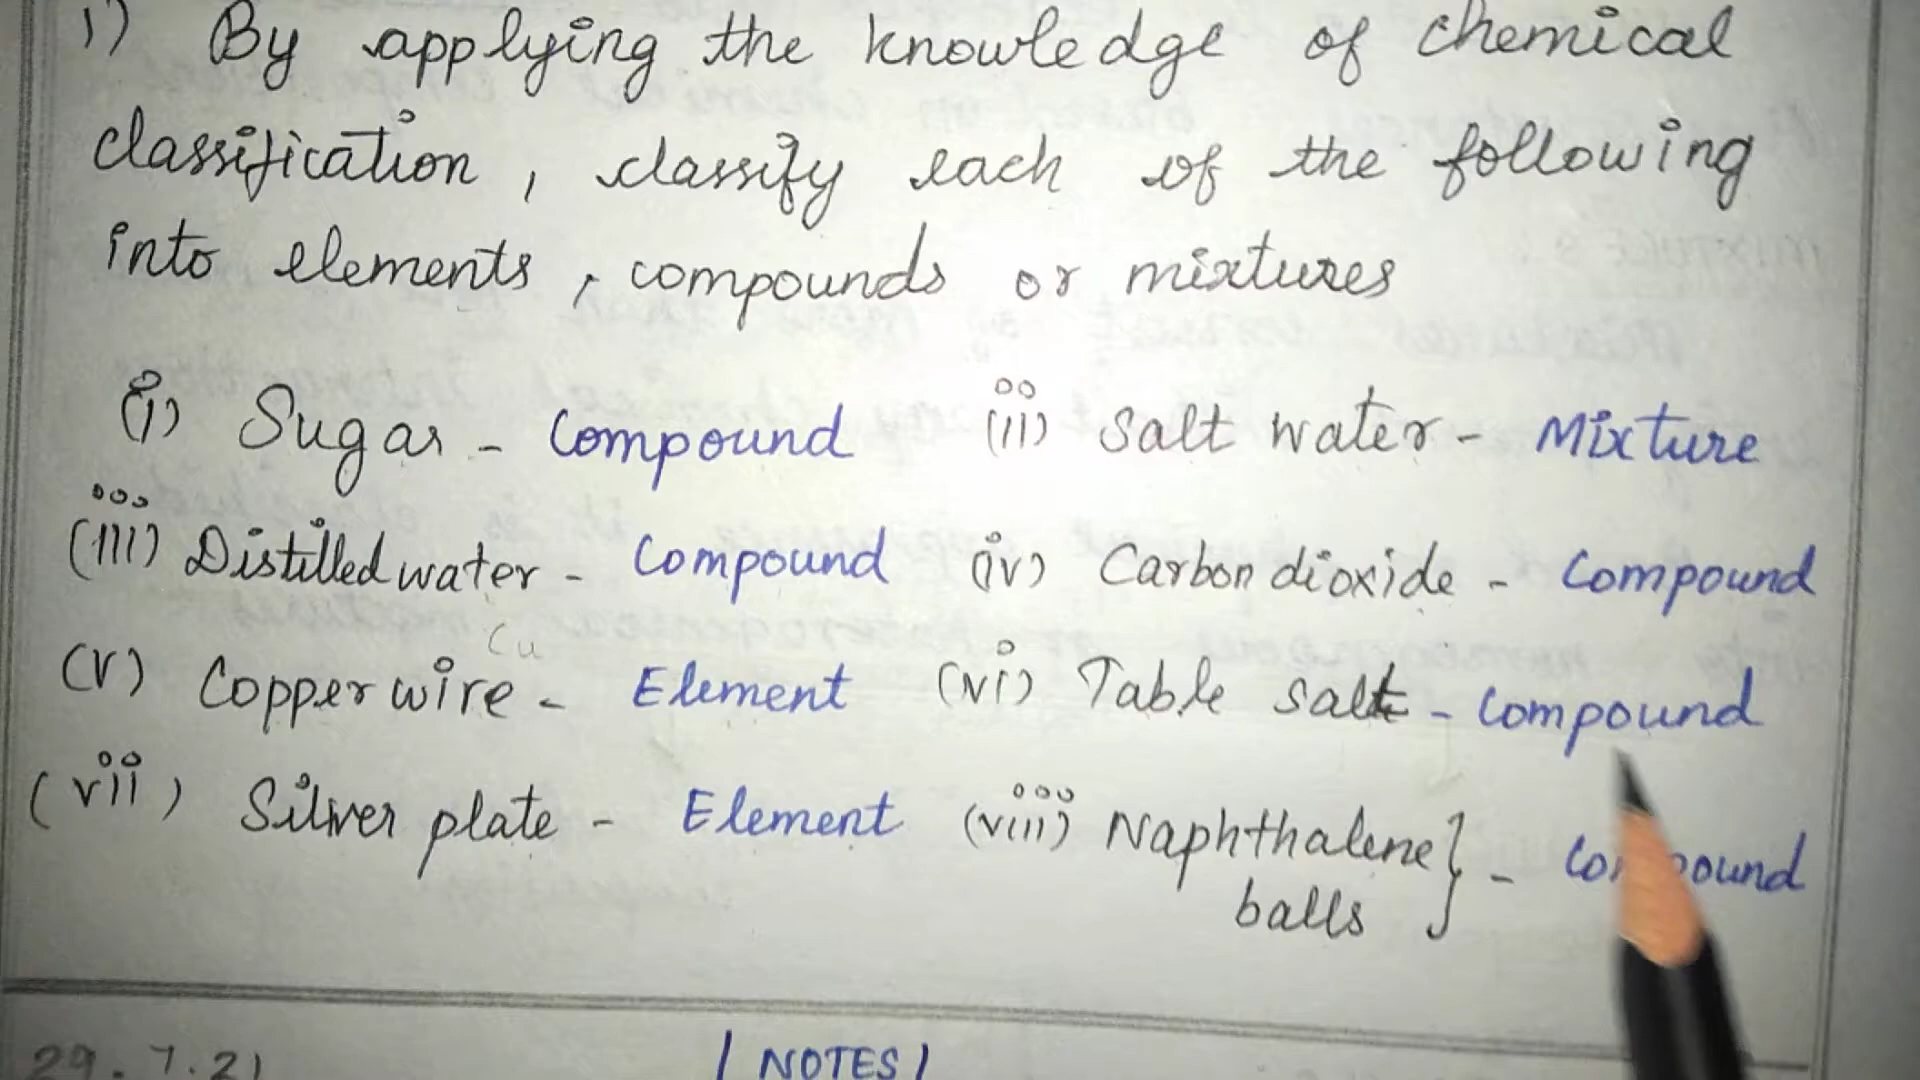 1) By applying the knowledge of chemical
classification, classify each of the following
into elements, compounds or mixtures
(i) Sugar - Compound (ii) Salt water - Mixture
(iii) Distilled water - Compound (iv) Carbon dioxide - Compound
Cu
(v) Copper wire - Element (vi) Table salt - Compound
(vii) Silver plate - Element (viii) Naphthalene } -
balls
29.7.21 NOTES